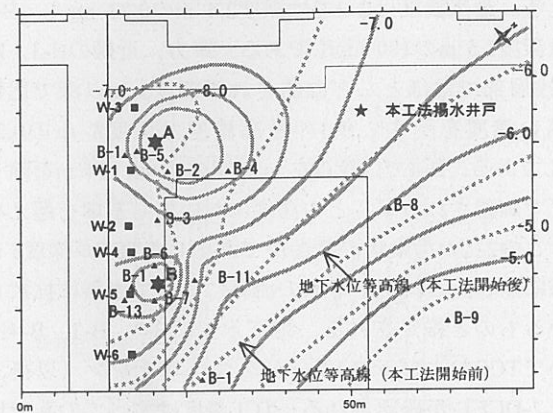 -7.0
-6.0
-7.0
-8.0
W-3
A
★ 本工法揚水井戸
B-1
B-5
-6.0
W-1
B-2
B-4
B-8
W-2
B-3
-5.0
W-4
B-6
B-1
B
B-11
-5.0
地下水位等高線（本工法開始後）
W-5
B-7
B-13
B-9
W-6
B-1
地下水位等高線（本工法開始前）
0m
50m